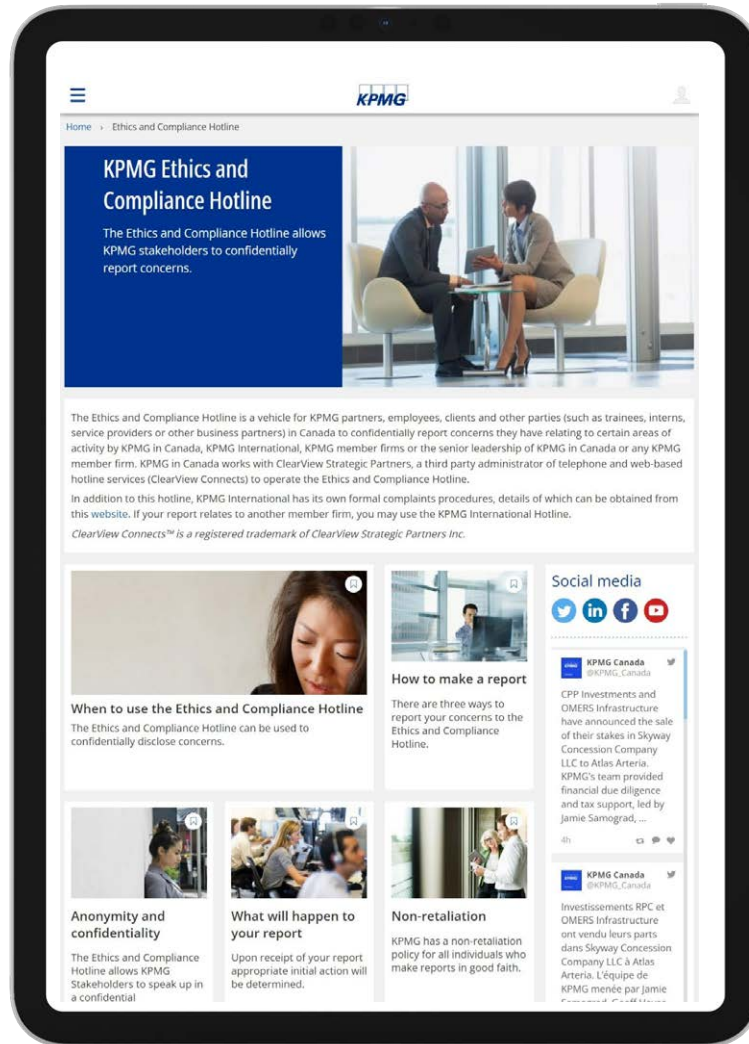 KPMG
Home › Ethics and Compliance Hotline
KPMG Ethics and
Compliance Hotline
The Ethics and Compliance Hotline allows
KPMG stakeholders to confidentially
report concerns.
The Ethics and Compliance Hotline is a vehicle for KPMG partners, employees, clients and other parties (such as trainees, interns,
service providers or other business partners) in Canada to confidentially report concerns they have relating to certain areas of
activity by KPMG in Canada, KPMG International, KPMG member firms or the senior leadership of KPMG in Canada or any KPMG
member firm. KPMG in Canada works with ClearView Strategic Partners, a third party administrator of telephone and web-based
hotline services (ClearView Connects) to operate the Ethics and Compliance Hotline.
In addition to this hotline, KPMG International has its own formal complaints procedures, details of which can be obtained from
this website. If your report relates to another member firm, you may use the KPMG International Hotline.
ClearView Connects™ is a registered trademark of ClearView Strategic Partners Inc.
When to use the Ethics and Compliance Hotline
The Ethics and Compliance Hotline can be used to
confidentially disclose concerns.
How to make a report
There are three ways to
report your concerns to the
Ethics and Compliance
Hotline.
Anonymity and
confidentiality
The Ethics and Compliance
Hotline allows KPMG
Stakeholders to speak up in
a confidential
What will happen to
your report
Upon receipt of your report
appropriate initial action will
be determined.
Non-retaliation
KPMG has a non-retaliation
policy for all individuals who
make reports in good faith.
Social media
KPMG Canada
@KPMG_Canada
CPP Investments and
OMERS Infrastructure
have announced the sale
of their stakes in Skyway
Concession Company
LLC to Atlas Arteria.
KPMG's team provided
financial due diligence
and tax support, led by
Jamie Samograd, ...
4h
KPMG Canada
@KPMG_Canada
Investissements RPC et
OMERS Infrastructure
ont vendu leurs parts
dans Skyway Concession
Company LLC à Atlas
Arteria. L'équipe de
KPMG menée par Jamie